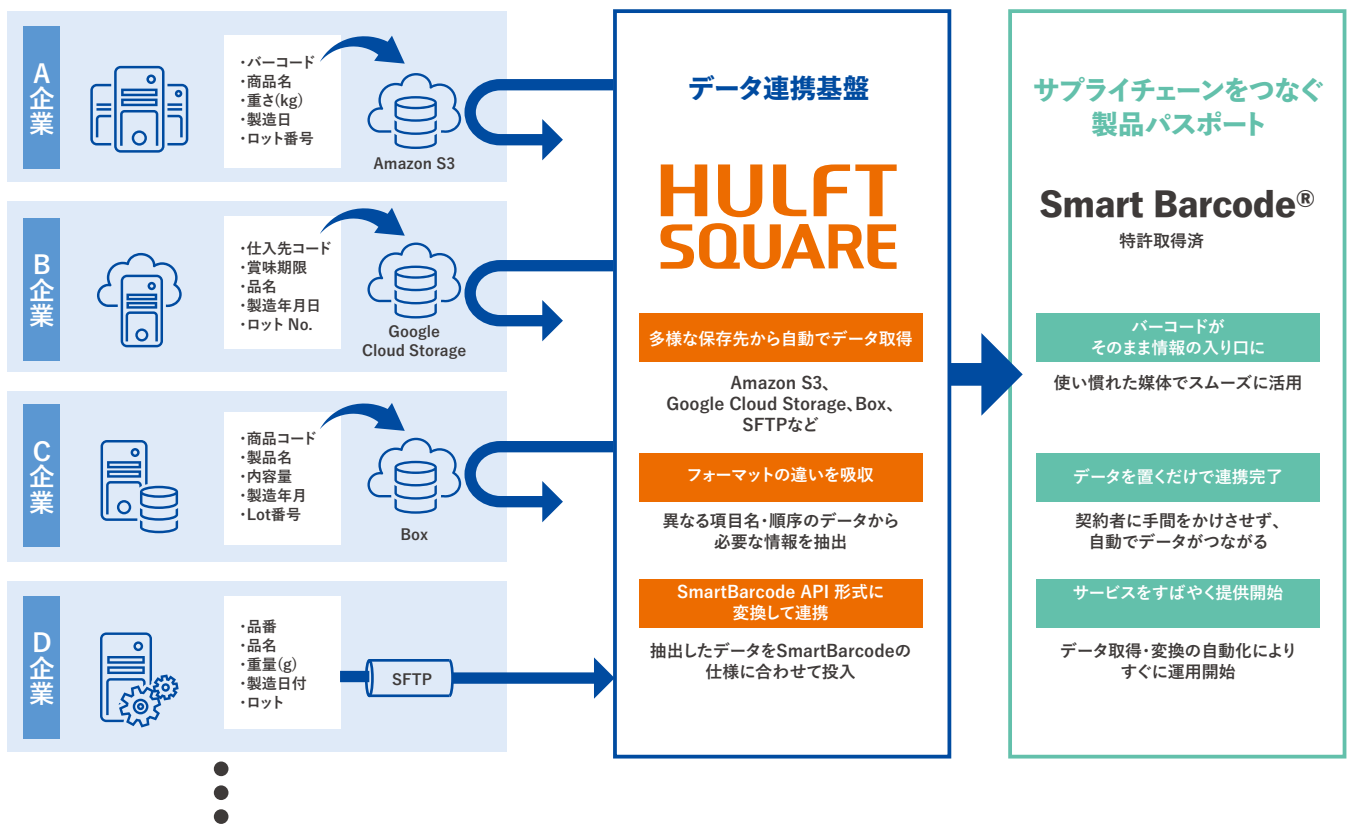 A企業
・バーコード
・商品名
・重さ(kg)
・製造日
・ロット番号
Amazon S3
B企業
・仕入先コード
・賞味期限
・品名
・製造年月日
・ロット No.
Google
Cloud Storage
C企業
・商品コード
・製品名
・内容量
・製造年月
・Lot番号
Box
D企業
・品番
・品名
・重量(g)
・製造日付
・ロット
SFTP
データ連携基盤
HULFT
SQUARE
多様な保存先から自動でデータ取得
Amazon S3、
Google Cloud Storage、Box、
SFTPなど
フォーマットの違いを吸収
異なる項目名・順序のデータから
必要な情報を抽出
SmartBarcode API 形式に
変換して連携
抽出したデータをSmartBarcodeの
仕様に合わせて投入
サプライチェーンをつなぐ
製品パスポート
Smart Barcode®
特許取得済
バーコードが
そのまま情報の入り口に
使い慣れた媒体でスムーズに活用
データを置くだけで連携完了
契約者に手間をかけさせず、
自動でデータがつながる
サービスをすばやく提供開始
データ取得・変換の自動化により
すぐに運用開始